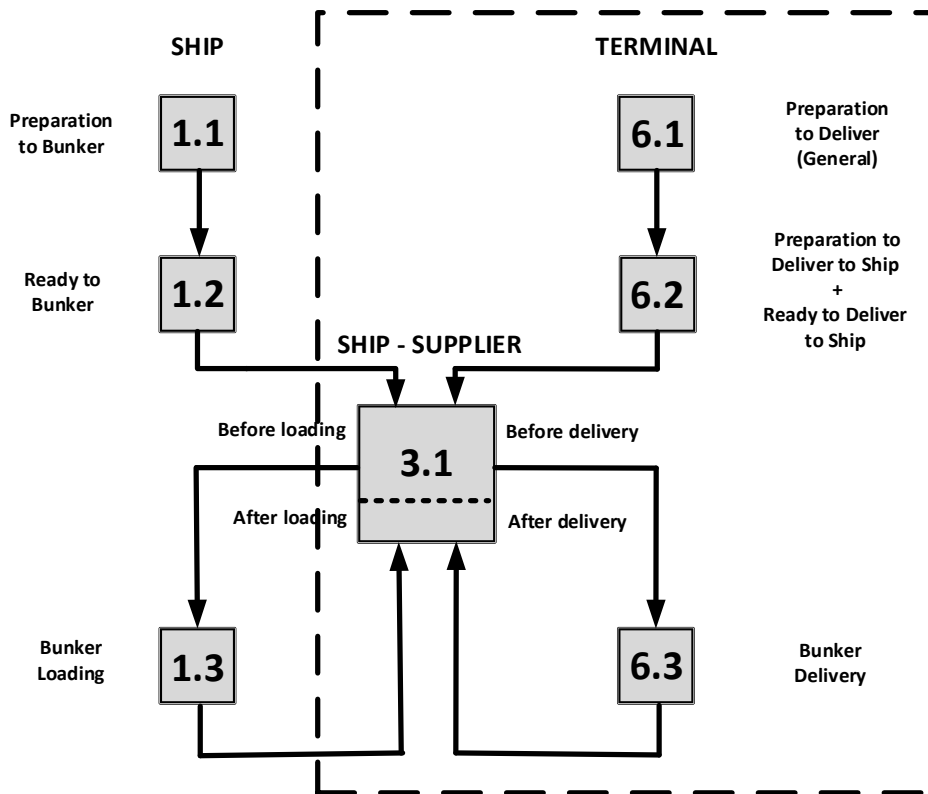 SHIP
TERMINAL
Preparation
to Bunker
1.1
6.1
Preparation
to Deliver
(General)
Ready to
Bunker
1.2
6.2
Preparation to
Deliver to Ship
+
Ready to Deliver
to Ship
SHIP - SUPPLIER
Before loading
Before delivery
3.1
After loading
After delivery
Bunker
Loading
1.3
6.3
Bunker
Delivery